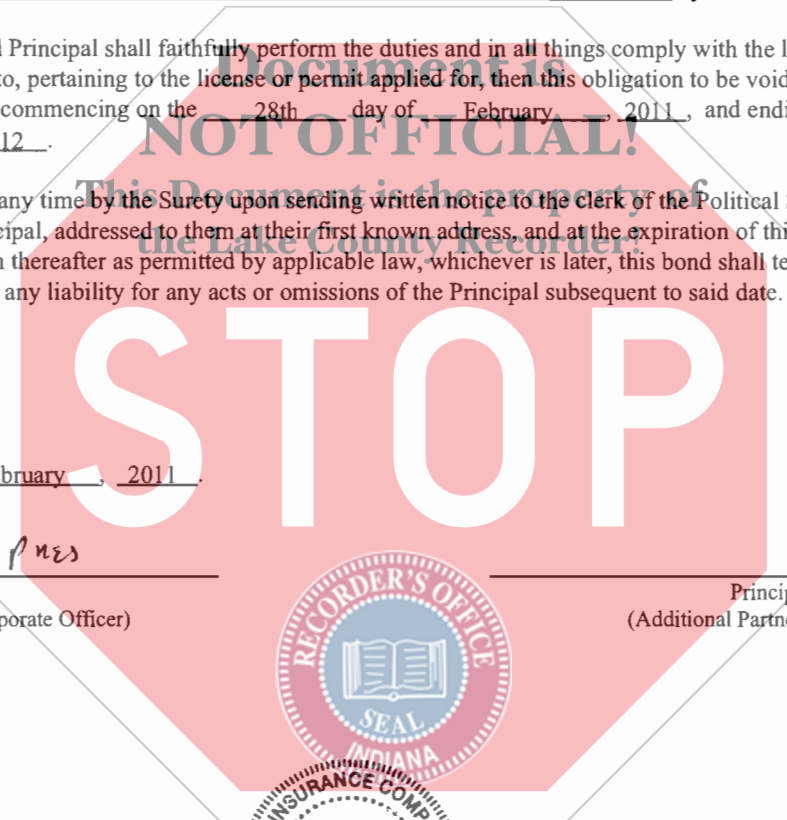 Principal shall faithfully perform the duties and in all things comply with the l
Document is
to, pertaining to the license or permit applied for, then this obligation to be void
commencing on the 28th day of February, 2011, and endi
NOT OFFICIAL!
12.
This Document is the property of
any time by the Surety upon sending written notice to the clerk of the Political
cipal, addressed to them at their first known address, and at the expiration of thi
the Lake County Recorder!
thereafter as permitted by applicable law, whichever is later, this bond shall te
any liability for any acts or omissions of the Principal subsequent to said date.
STOP
bruary, 2011.
Pres
Princip
porate Officer)
(Additional Partn
RECORDER'S OFFICE
SEAL
INDIANA
INSURANCE COMP